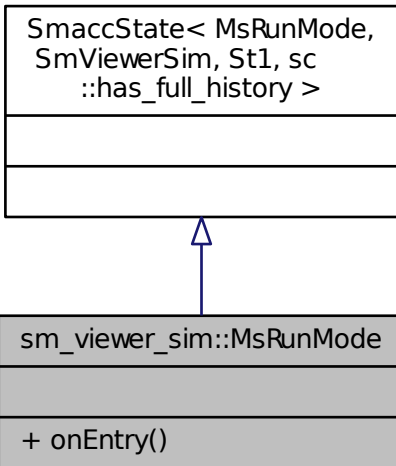 SmaccState< MsRunMode,
SmViewerSim, St1, sc
::has_full_history >
sm_viewer_sim::MsRunMode
+ onEntry()